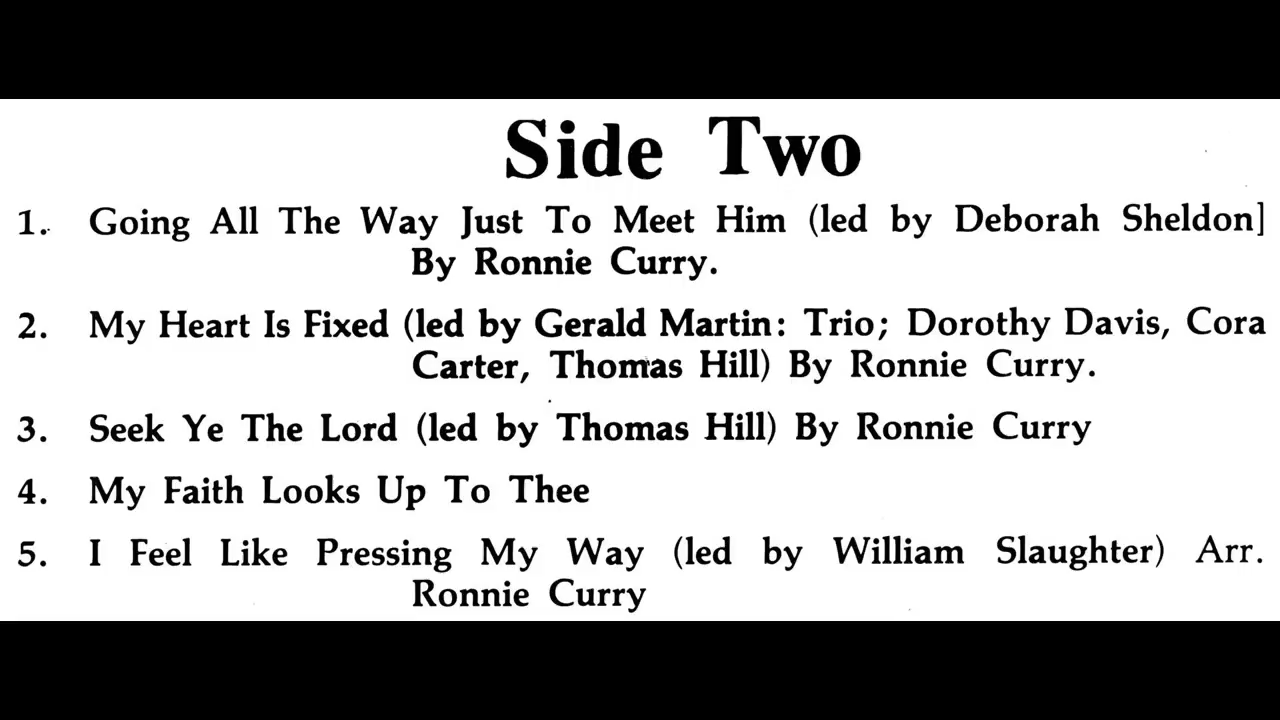 Side Two
1. Going All The Way Just To Meet Him (led by Deborah Sheldon]
By Ronnie Curry.
2. My Heart Is Fixed (led by Gerald Martin: Trio; Dorothy Davis, Cora
Carter, Thomas Hill) By Ronnie Curry.
3. Seek Ye The Lord (led by Thomas Hill) By Ronnie Curry
4. My Faith Looks Up To Thee
5. I Feel Like Pressing My Way (led by William Slaughter) Arr.
Ronnie Curry